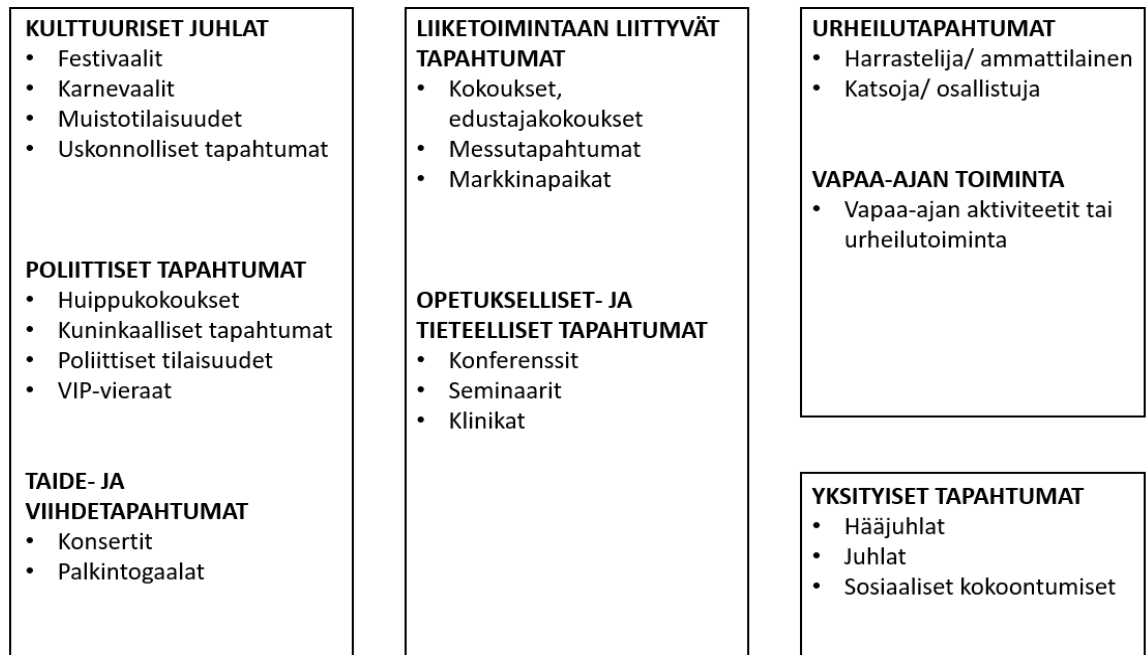 KULTTUURISET JUHLAT
• Festivaalit
• Karnevaalit
• Muistotilaisuudet
• Uskonnolliset tapahtumat
POLIITTISET TAPAHTUMAT
• Huippukokoukset
• Kuninkaalliset tapahtumat
• Poliittiset tilaisuudet
• VIP-vieraat
TAIDE- JA
VIIHDETAPAHTUMAT
• Konsertit
• Palkintogaalat
LIIKETOIMINTAAN LIITTYVÄT
TAPAHTUMAT
• Kokoukset,
edustajakokoukset
• Messutapahtumat
• Markkinapaikat
OPETUKSELLISET- JA
TIETEELLISET TAPAHTUMAT
• Konferenssit
• Seminaarit
• Klinikat
URHEILUTAPAHTUMAT
• Harrastelija/ ammattilainen
• Katsoja/ osallistuja
VAPAA-AJAN TOIMINTA
• Vapaa-ajan aktiviteetit tai
urheilutoiminta
YKSITYISET TAPAHTUMAT
• Hääjuhlat
• Juhlat
• Sosiaaliset kokoontumiset